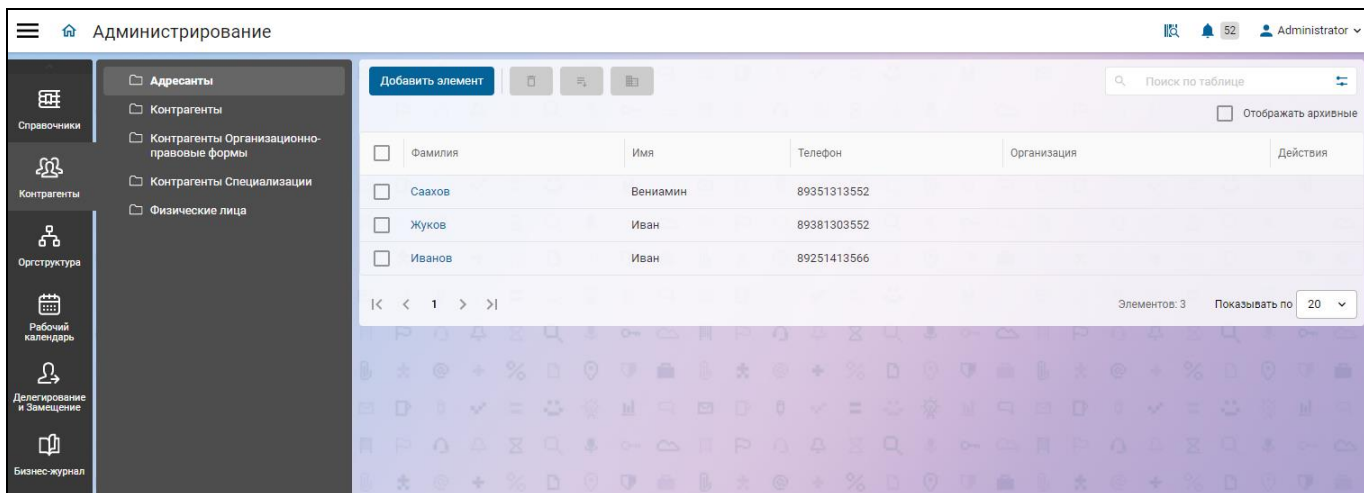 Администрирование
52
Administrator
Справочники
Контрагенты
Оргструктура
Рабочий
календарь
Делегирование
и Замещение
Бизнес-журнал
Адресанты
Контрагенты
Контрагенты Организационно-
правовые формы
Контрагенты Специализации
Физические лица
Добавить элемент
Поиск по таблице
Отображать архивные
Фамилия Имя Телефон Организация Действия
Саахов Вениамин 89351313552
Жуков Иван 89381303552
Иванов Иван 89251413566
1
Элементов: 3 Показывать по 20